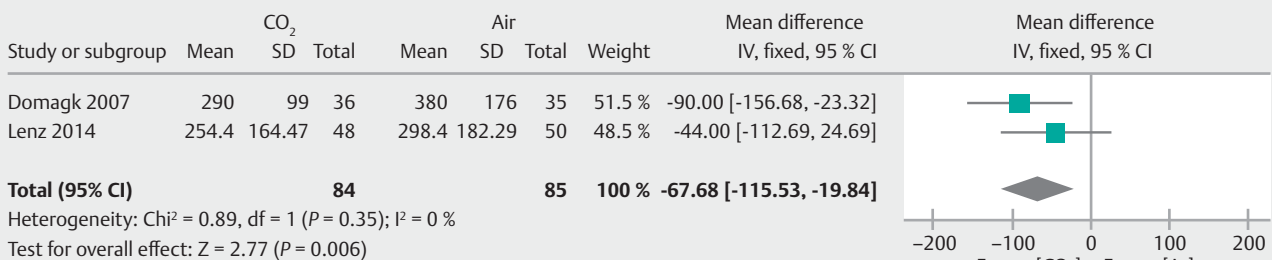 CO₂ Air Mean difference Mean difference
Study or subgroup Mean SD Total Mean SD Total Weight IV, fixed, 95 % CI IV, fixed, 95 % CI
Domagk 2007 290 99 36 380 176 35 51.5 % -90.00 [-156.68, -23.32]
Lenz 2014 254.4 164.47 48 298.4 182.29 50 48.5 % -44.00 [-112.69, 24.69]
Total (95% CI) 84 85 100 % -67.68 [-115.53, -19.84]
Heterogeneity: Chi² = 0.89, df = 1 (P = 0.35); I² = 0 %
Test for overall effect: Z = 2.77 (P = 0.006)
−200 −100 0 100 200